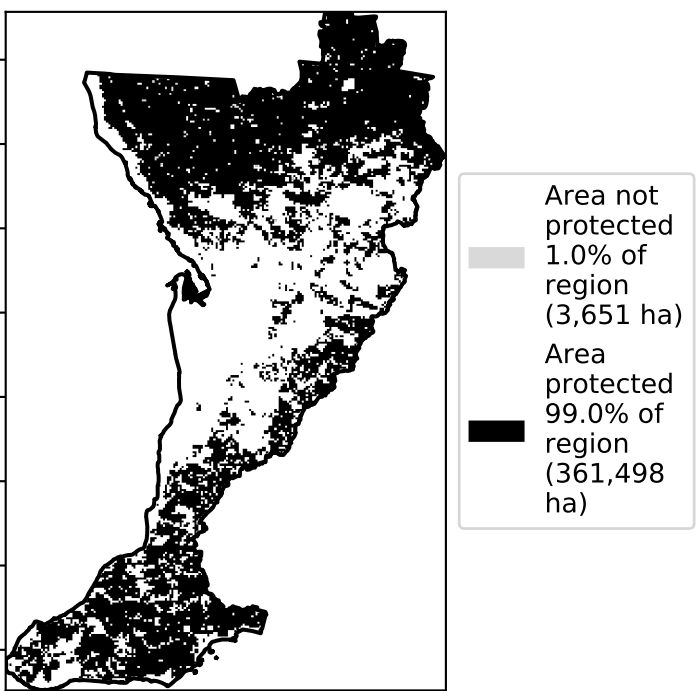 Area not
protected
1.0% of
region
(3,651 ha)
Area
protected
99.0% of
region
(361,498
ha)